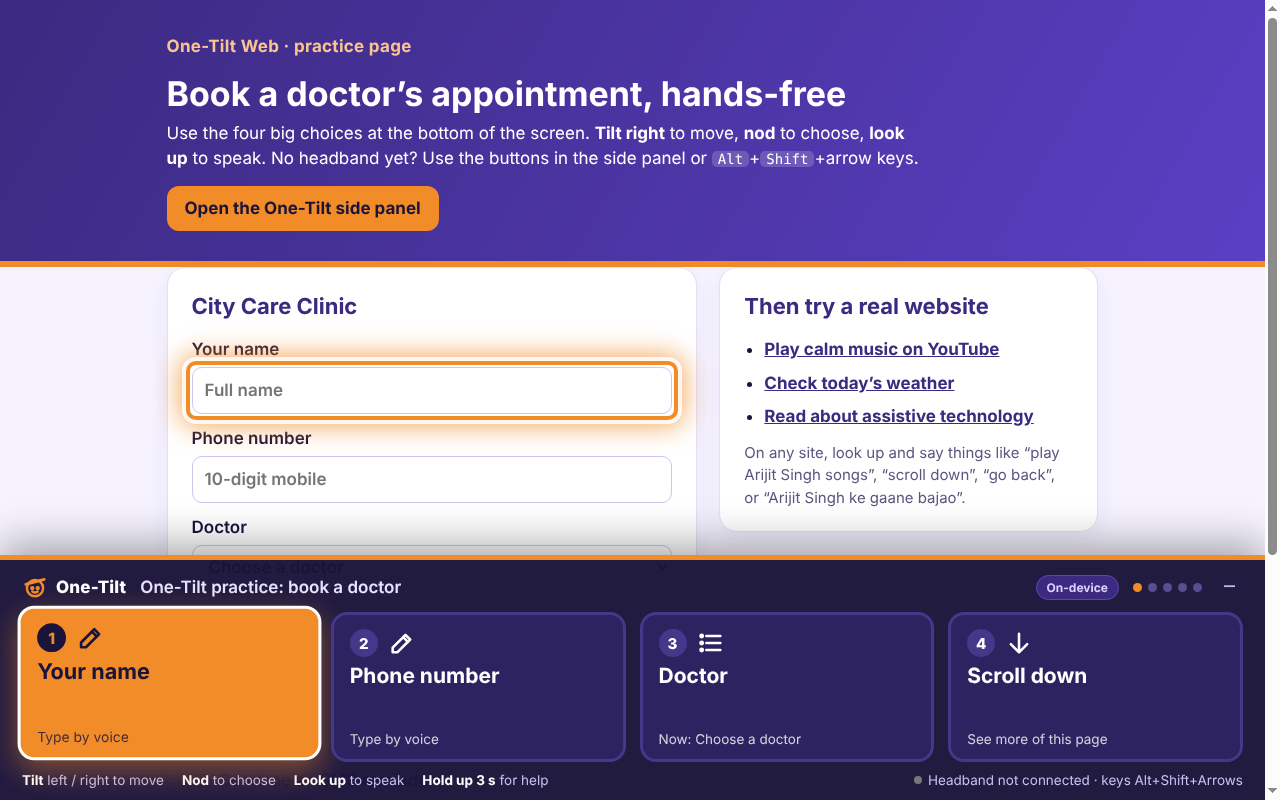 One-Tilt Web · practice page
Book a doctor’s appointment, hands-free
Use the four big choices at the bottom of the screen. Tilt right to move, nod to choose, look
up to speak. No headband yet? Use the buttons in the side panel or Alt+Shift+arrow keys.
Open the One-Tilt side panel
City Care Clinic
Your name
Full name
Phone number
10-digit mobile
Doctor
Choose a doctor
Then try a real website
• Play calm music on YouTube
• Check today’s weather
• Read about assistive technology
On any site, look up and say things like “play
Arijit Singh songs”, “scroll down”, “go back”,
or “Arijit Singh ke gaane bajao”.
One-Tilt One-Tilt practice: book a doctor
On-device
1
Your name
Type by voice
2
Phone number
Type by voice
3
Doctor
Now: Choose a doctor
4
Scroll down
See more of this page
Tilt left / right to move Nod to choose Look up to speak Hold up 3 s for help
Headband not connected · keys Alt+Shift+Arrows